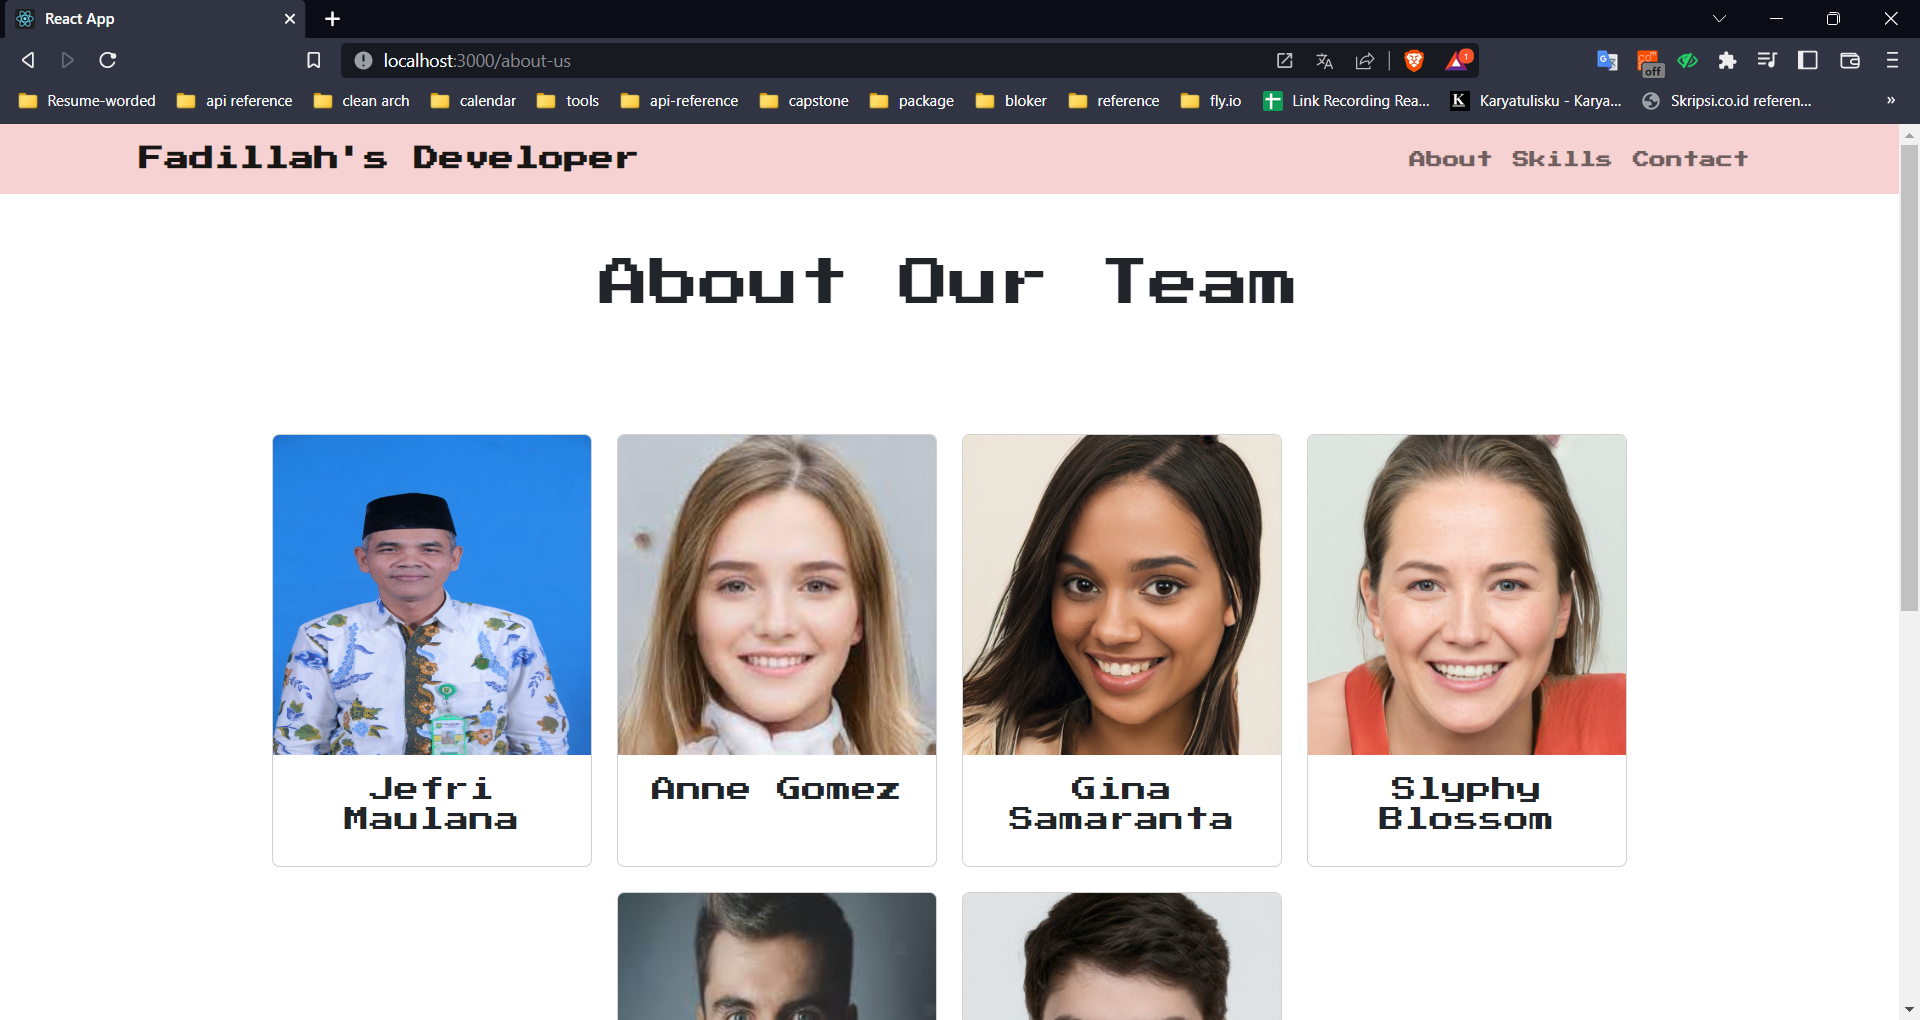 React App
localhost:3000/about-us
1
off
Resume-worded api reference clean arch calendar tools api-reference capstone package bloker reference fly.io Link Recording Rea... Karyatulisku - Karya... Skripsi.co.id referen... »
Fadillah's Developer About Skills Contact
About Our Team
Jefri
Maulana
Anne Gomez
Gina
Samaranta
Slyphy
Blossom